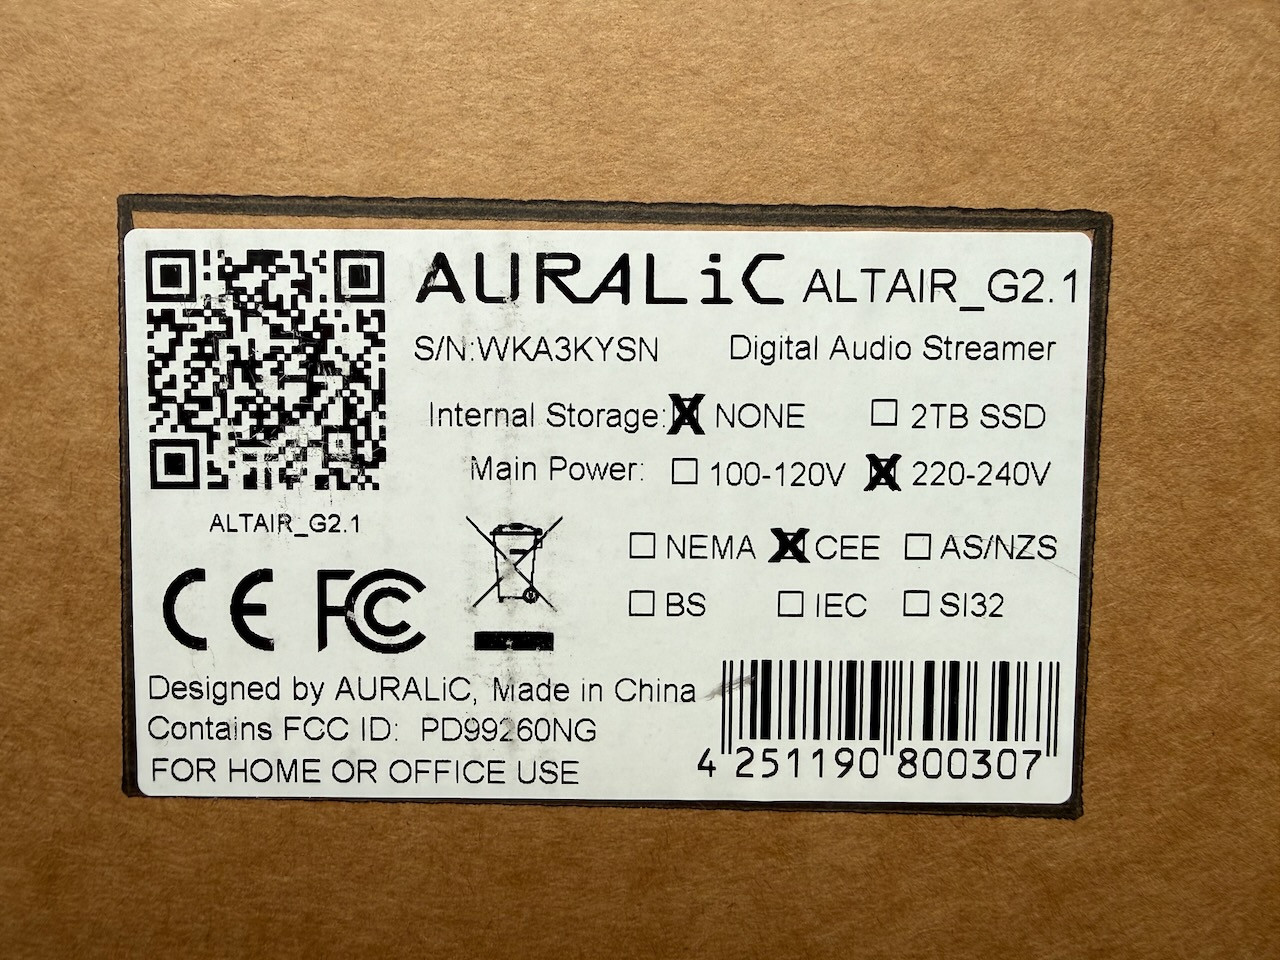 AURALiC ALTAIR_G2.1
S/N:WKA3KYSN Digital Audio Streamer
Internal Storage: NONE 2TB SSD
Main Power: 100-120V 220-240V
ALTAIR_G2.1
NEMA CEE AS/NZS
BS IEC SI32
CE FCC
Designed by AURALiC, Made in China
Contains FCC ID: PD99260NG
FOR HOME OR OFFICE USE
4 251190 800307